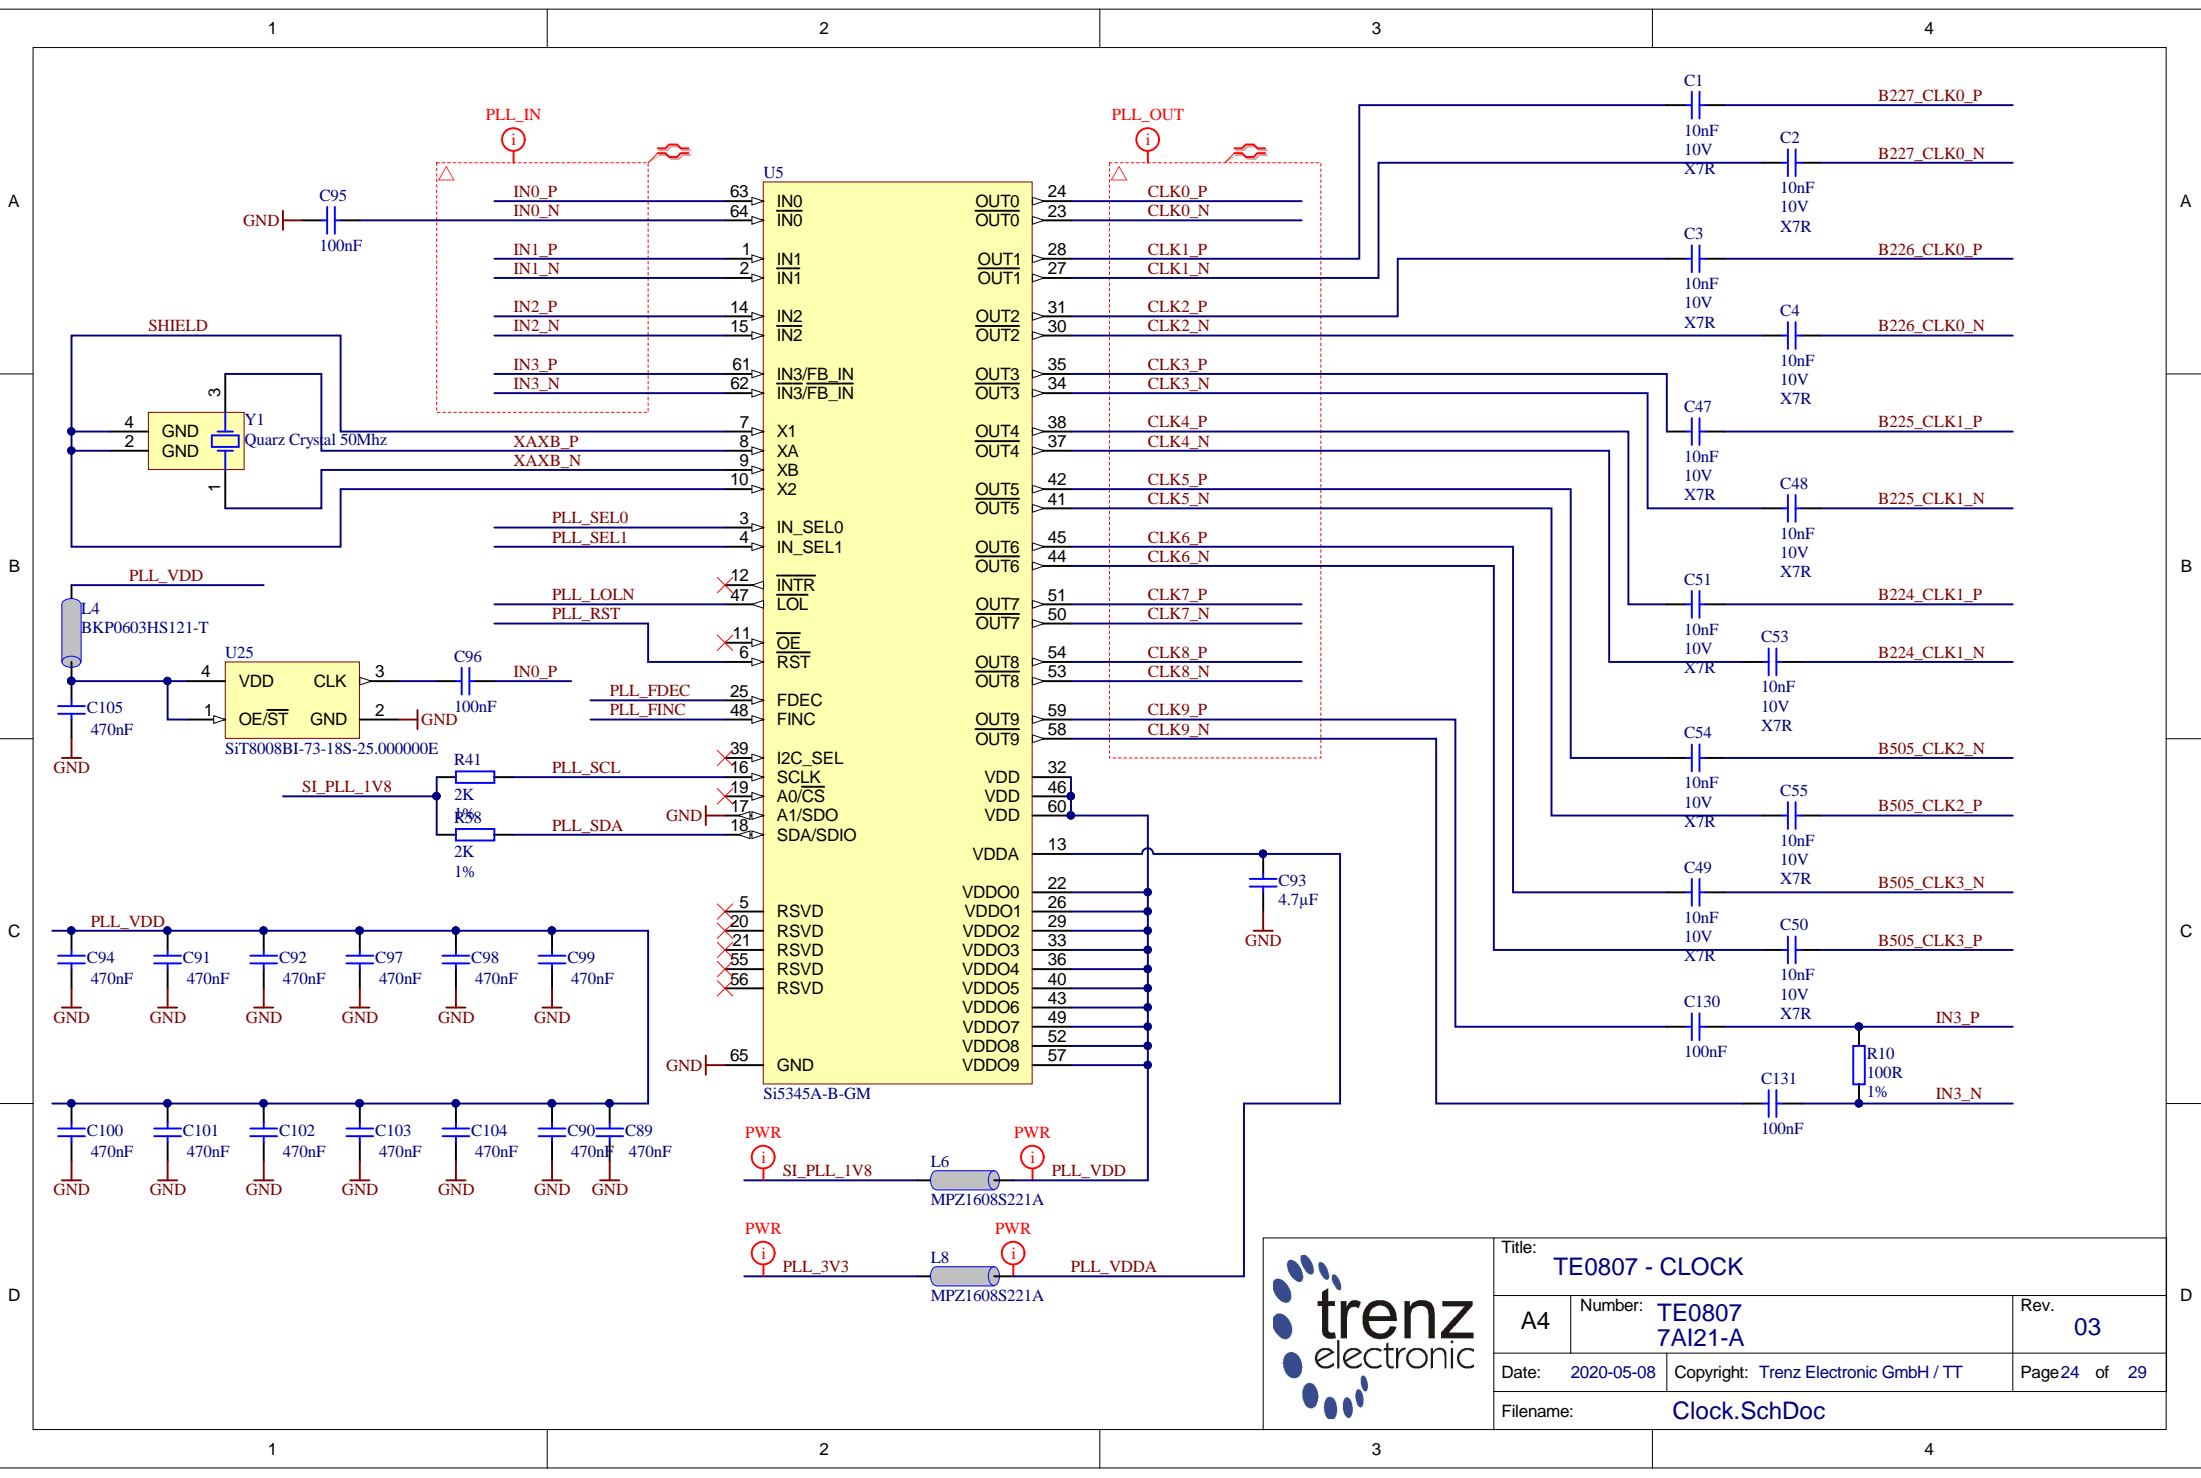 1
2
3
4
A
B
C
D
A
B
C
D
1
2
3
4
PLL_IN
i
IN0_P
IN0_N
IN1_P
IN1_N
IN2_P
IN2_N
IN3_P
IN3_N
C95
GND
100nF
SHIELD
3
4
2
GND
GND
1
Y1
Quarz Crystal 50Mhz
XAXB_P
XAXB_N
PLL_SEL0
PLL_SEL1
PLL_LOLN
PLL_RST
PLL_FDEC
PLL_FINC
PLL_VDD
L4
BKP0603HS121-T
C105
470nF
GND
U25
4
VDD
CLK
3
1
OE/ST
GND
2
GND
SiT8008BI-73-18S-25.000000E
C96
100nF
IN0_P
SI_PLL_1V8
R41
2K
1%
R58
2K
1%
PLL_SCL
PLL_SDA
GND
U5
63 IN0
64 IN0
1 IN1
2 IN1
14 IN2
15 IN2
61 IN3/FB_IN
62 IN3/FB_IN
7 X1
8 XA
9 XB
10 X2
3 IN_SEL0
4 IN_SEL1
12 INTR
47 LOL
11 OE
6 RST
25 FDEC
48 FINC
39 I2C_SEL
16 SCLK
19 A0/CS
17 A1/SDO
18 SDA/SDIO
5 RSVD
20 RSVD
21 RSVD
55 RSVD
56 RSVD
GND 65 GND
OUT0 24
OUT0 23
OUT1 28
OUT1 27
OUT2 31
OUT2 30
OUT3 35
OUT3 34
OUT4 38
OUT4 37
OUT5 42
OUT5 41
OUT6 45
OUT6 44
OUT7 51
OUT7 50
OUT8 54
OUT8 53
OUT9 59
OUT9 58
VDD 32
VDD 46
VDD 60
VDDA 13
VDDO0 22
VDDO1 26
VDDO2 29
VDDO3 33
VDDO4 36
VDDO5 40
VDDO6 43
VDDO7 49
VDDO8 52
VDDO9 57
Si5345A-B-GM
PLL_OUT
i
CLK0_P
CLK0_N
CLK1_P
CLK1_N
CLK2_P
CLK2_N
CLK3_P
CLK3_N
CLK4_P
CLK4_N
CLK5_P
CLK5_N
CLK6_P
CLK6_N
CLK7_P
CLK7_N
CLK8_P
CLK8_N
CLK9_P
CLK9_N
C93
4.7µF
GND
C1
10nF
10V
X7R
B227_CLK0_P
C2
10nF
10V
X7R
B227_CLK0_N
C3
10nF
10V
X7R
B226_CLK0_P
C4
10nF
10V
X7R
B226_CLK0_N
C47
10nF
10V
X7R
B225_CLK1_P
C48
10nF
10V
X7R
B225_CLK1_N
C51
10nF
10V
X7R
B224_CLK1_P
C53
10nF
10V
X7R
B224_CLK1_N
C54
10nF
10V
X7R
B505_CLK2_N
C55
10nF
10V
X7R
B505_CLK2_P
C49
10nF
10V
X7R
B505_CLK3_N
C50
10nF
10V
X7R
B505_CLK3_P
C130
100nF
IN3_P
R10
100R
1%
C131
100nF
IN3_N
PLL_VDD
C94
470nF
GND
C91
470nF
GND
C92
470nF
GND
C97
470nF
GND
C98
470nF
GND
C99
470nF
GND
C100
470nF
GND
C101
470nF
GND
C102
470nF
GND
C103
470nF
GND
C104
470nF
GND
C90
470nF
GND
C89
470nF
GND
PWR
i
SI_PLL_1V8
L6
MPZ1608S221A
PWR
i
PLL_VDD
PWR
i
PLL_3V3
L8
MPZ1608S221A
PWR
i
PLL_VDDA
trenz
electronic
Title:
TE0807 - CLOCK
A4
Number: TE0807
7AI21-A
Rev.
03
Date: 2020-05-08
Copyright: Trenz Electronic GmbH / TT
Page 24 of 29
Filename: Clock.SchDoc